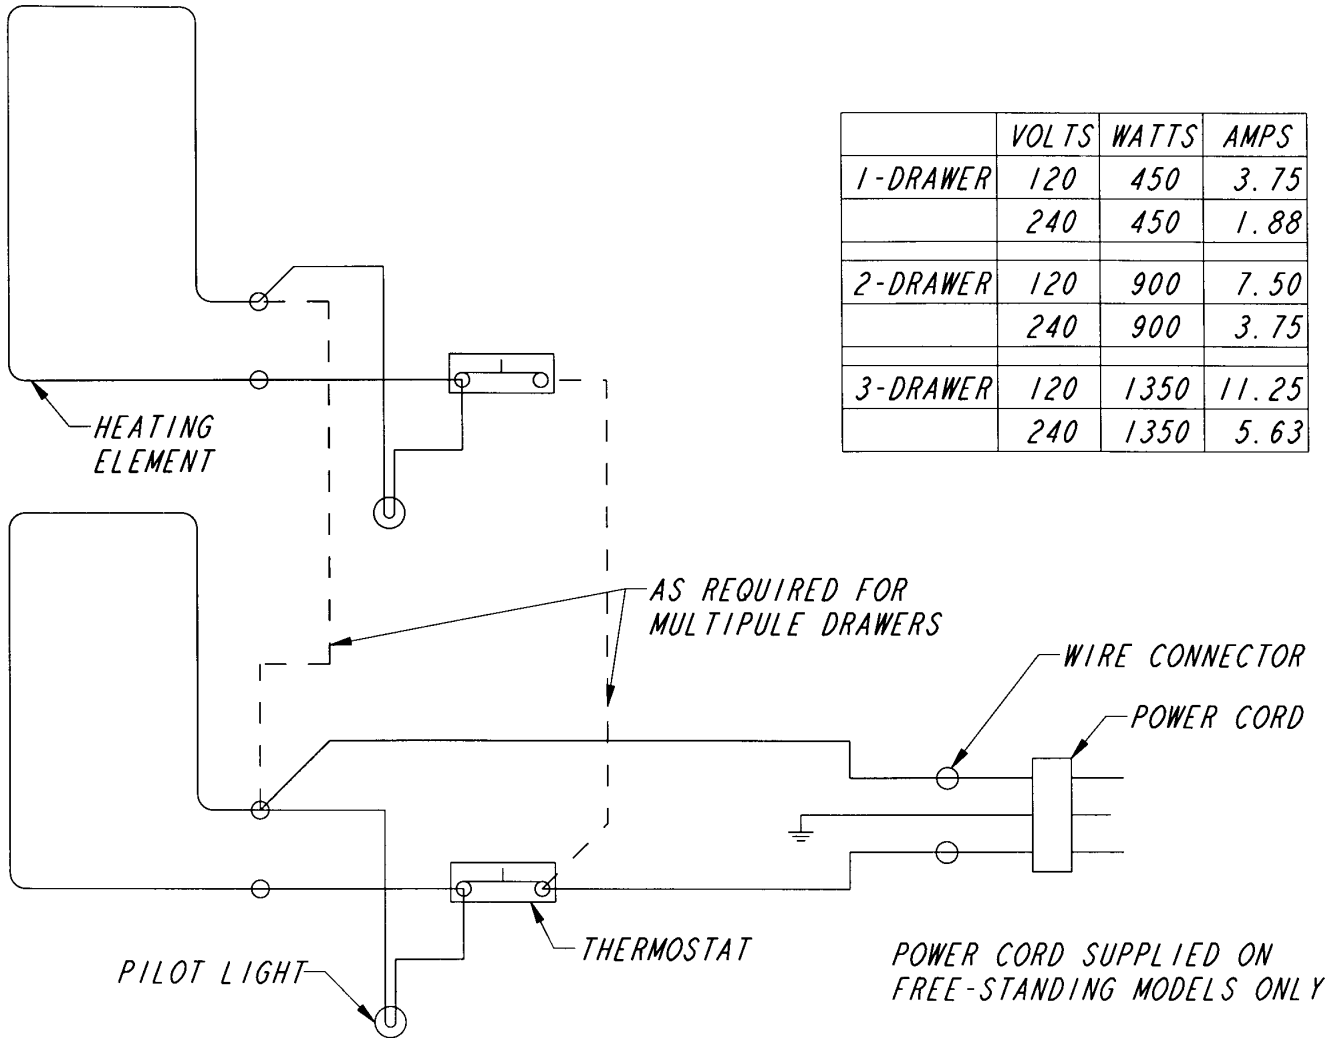 VOLTS WATTS AMPS
1-DRAWER 120 450 3.75
240 450 1.88
2-DRAWER 120 900 7.50
240 900 3.75
3-DRAWER 120 1350 11.25
240 1350 5.63
HEATING
ELEMENT
AS REQUIRED FOR
MULTIPULE DRAWERS
WIRE CONNECTOR
POWER CORD
THERMOSTAT
PILOT LIGHT
POWER CORD SUPPLIED ON
FREE-STANDING MODELS ONLY